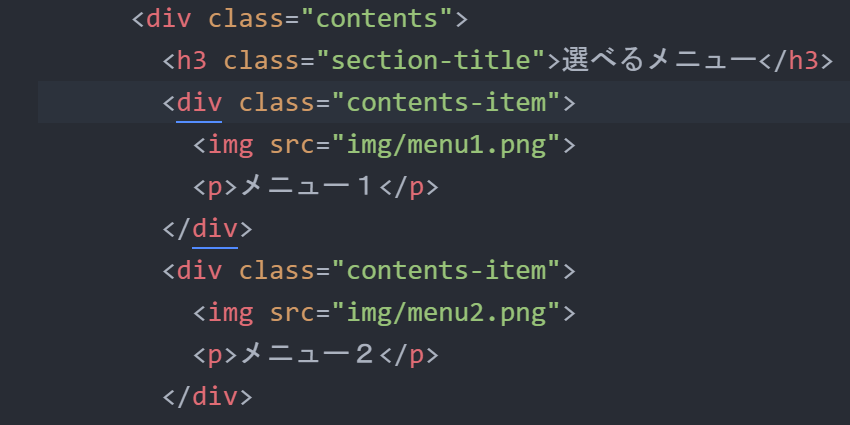 <div class="contents">
<h3 class="section-title">選べるメニュー</h3>
<div class="contents-item">
<img src="img/menu1.png">
<p>メニュー１</p>
</div>
<div class="contents-item">
<img src="img/menu2.png">
<p>メニュー２</p>
</div>